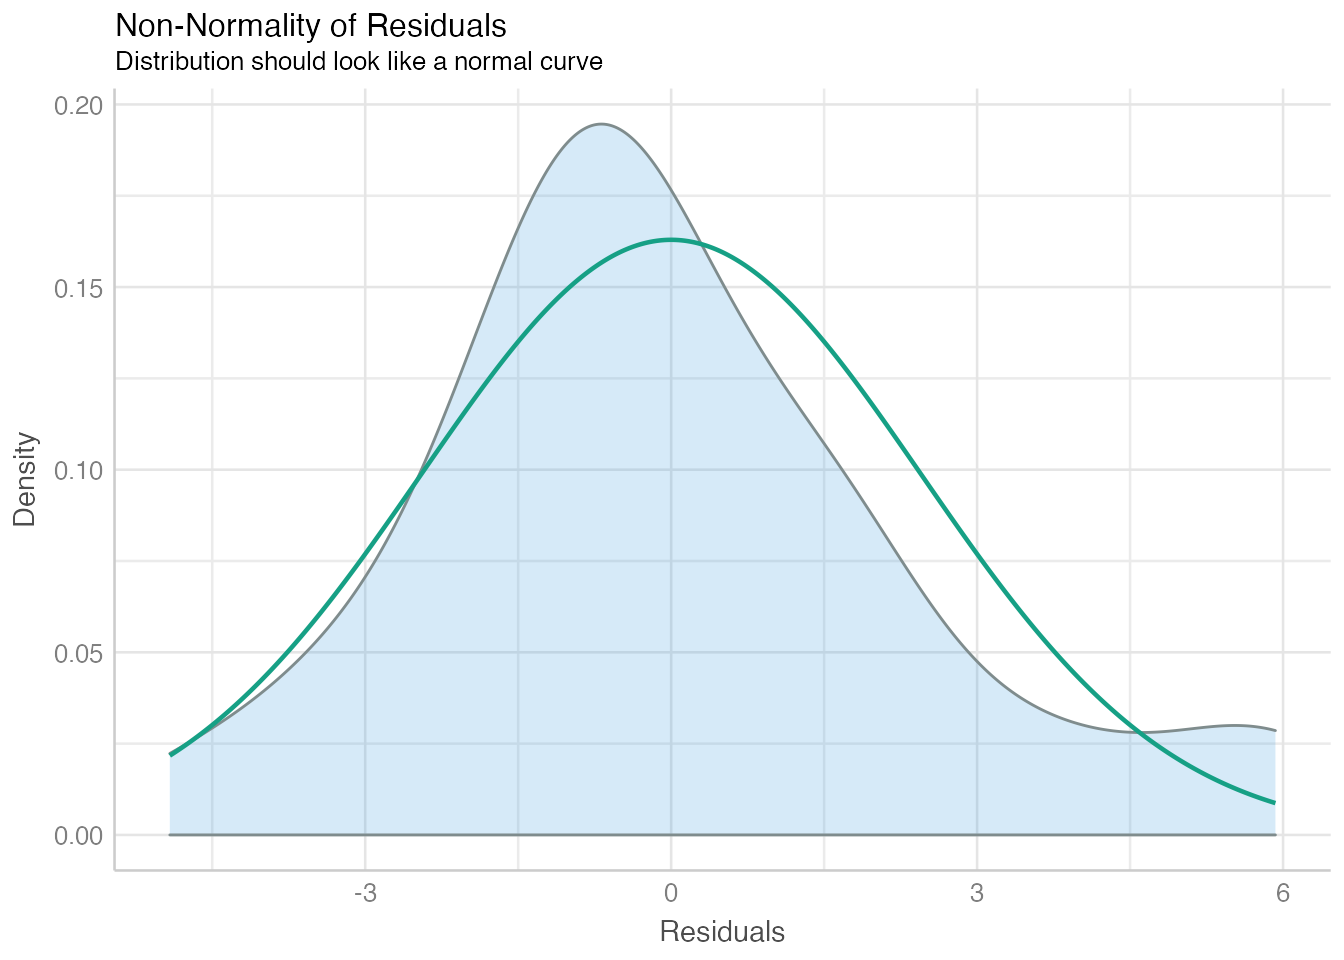 Non-Normality of Residuals
Distribution should look like a normal curve
0.20
0.15
0.10
0.05
0.00
Density
-3 0 3 6
Residuals